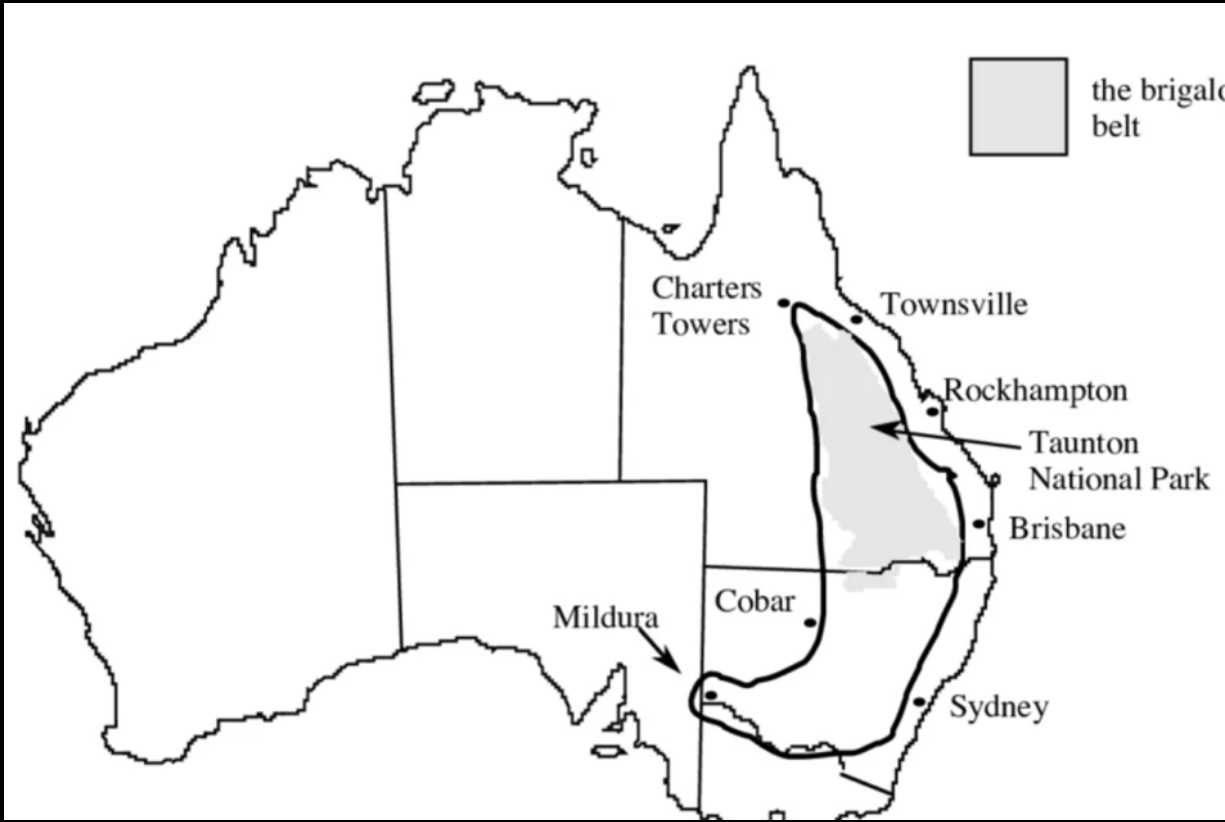 the brigalo
belt
Charters
Towers
Townsville
Rockhampton
Taunton
National Park
Brisbane
Cobar
Mildura
Sydney